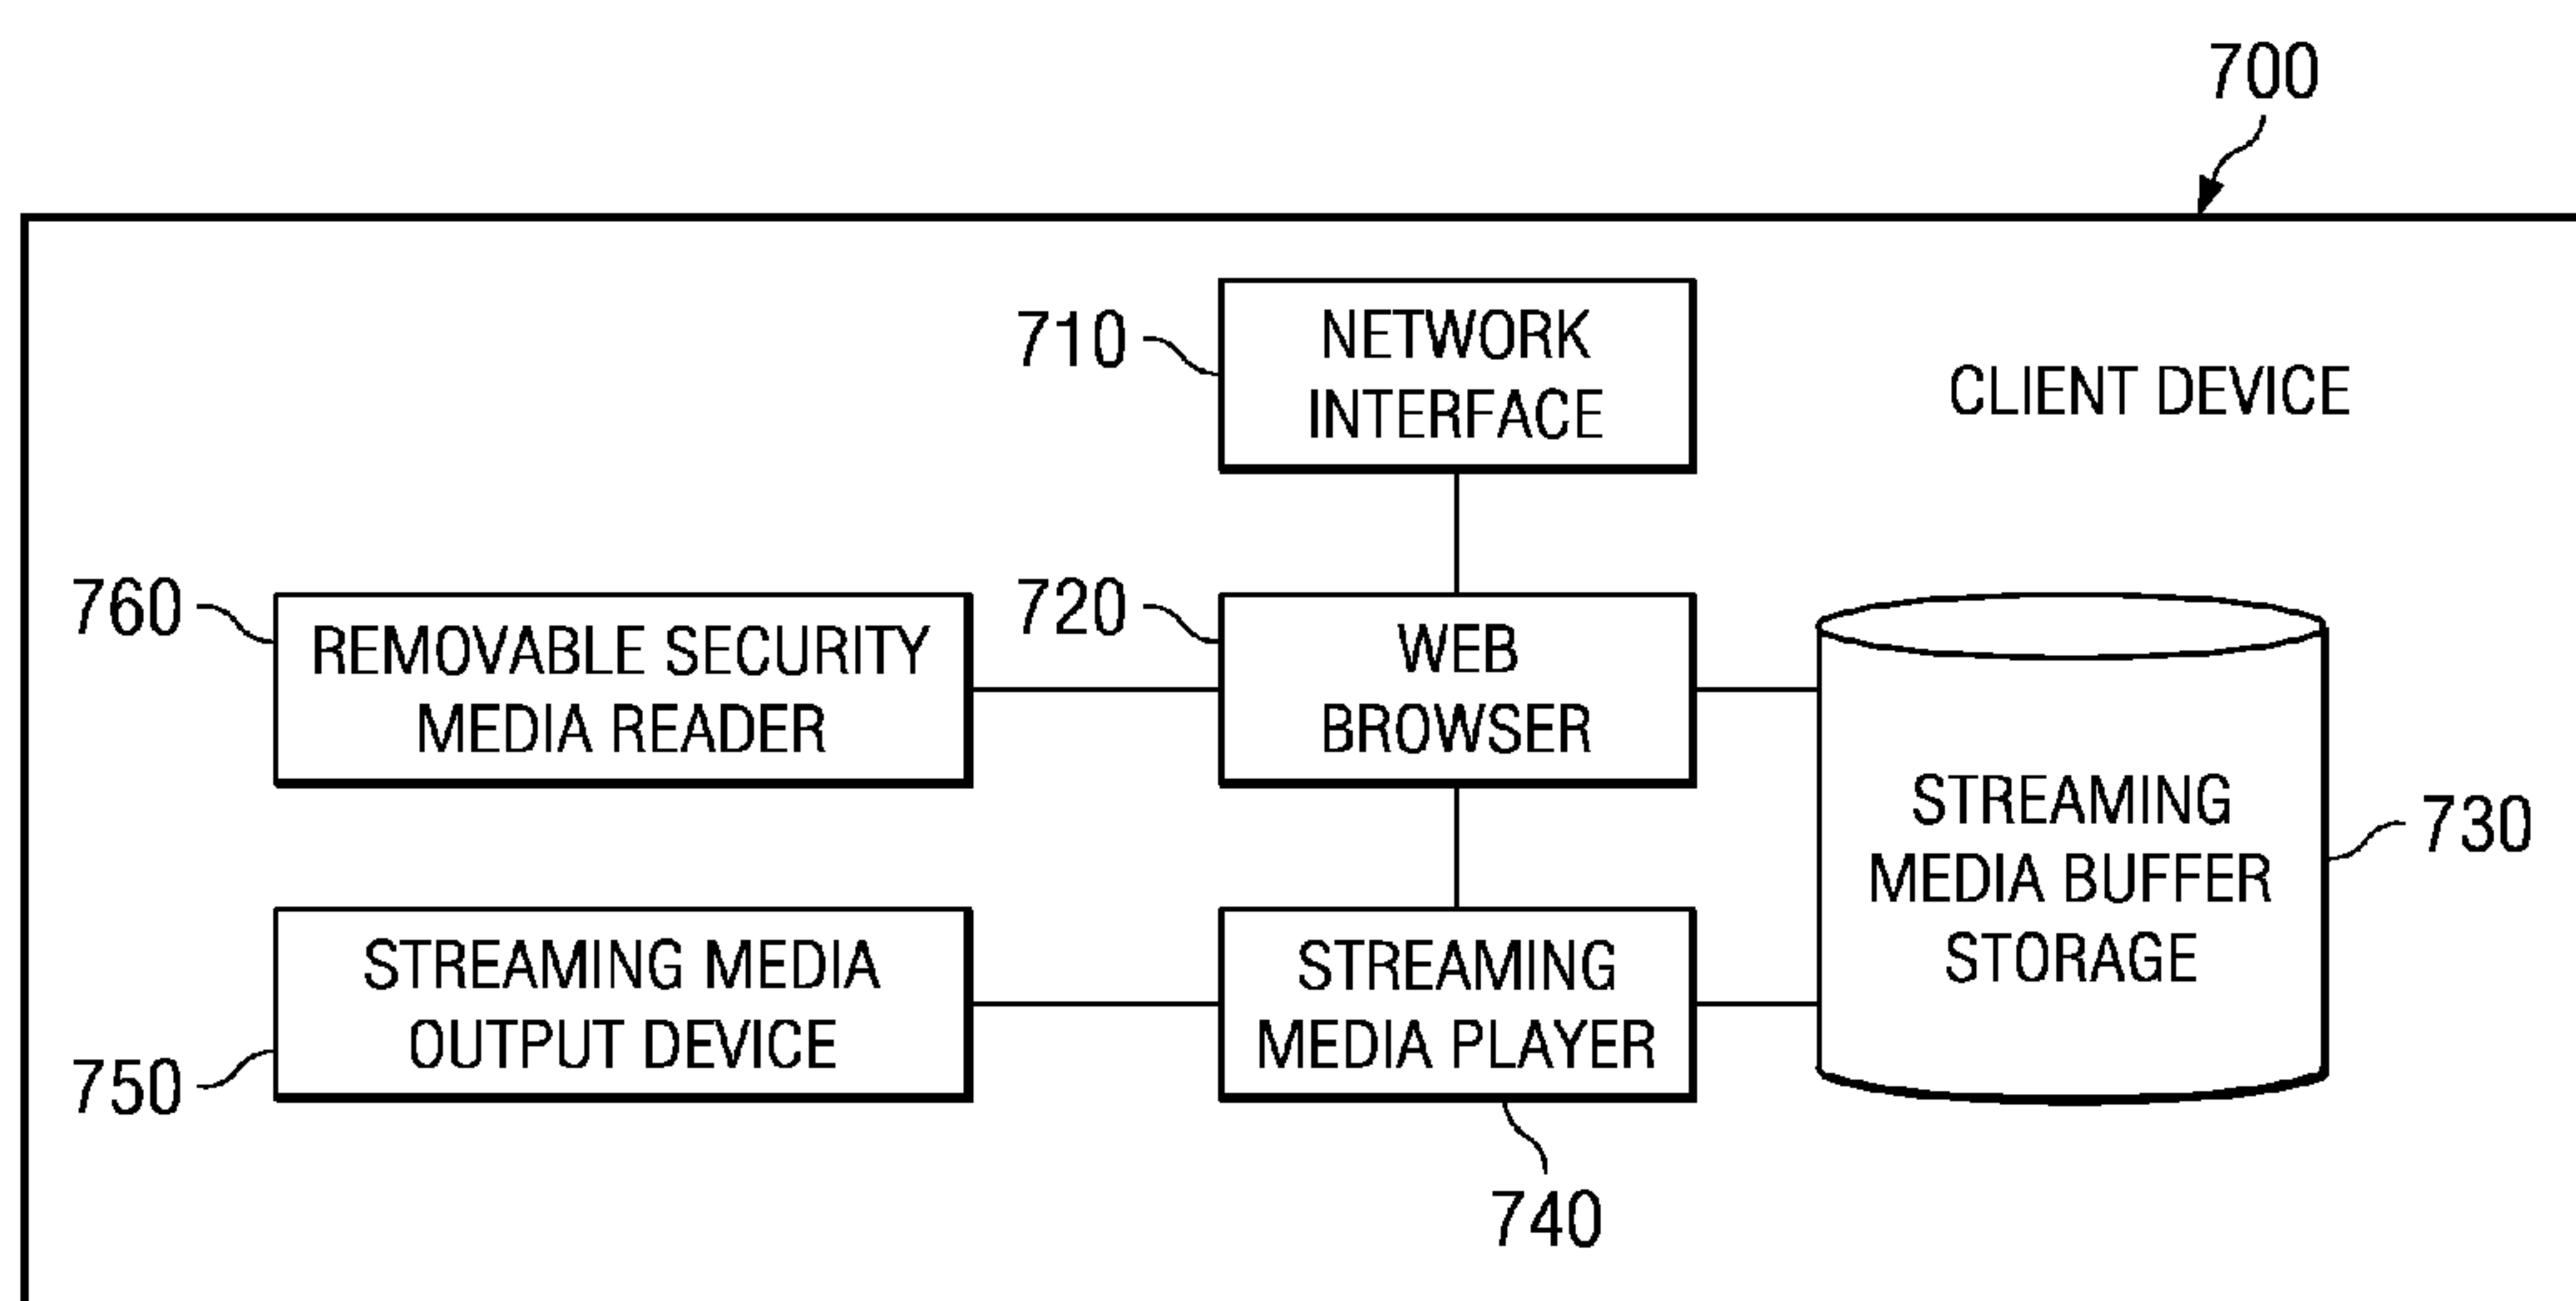 700
710
NETWORK
INTERFACE
CLIENT DEVICE
760
REMOVABLE SECURITY
MEDIA READER
720
WEB
BROWSER
STREAMING
MEDIA BUFFER
STORAGE
730
STREAMING MEDIA
OUTPUT DEVICE
750
STREAMING
MEDIA PLAYER
740